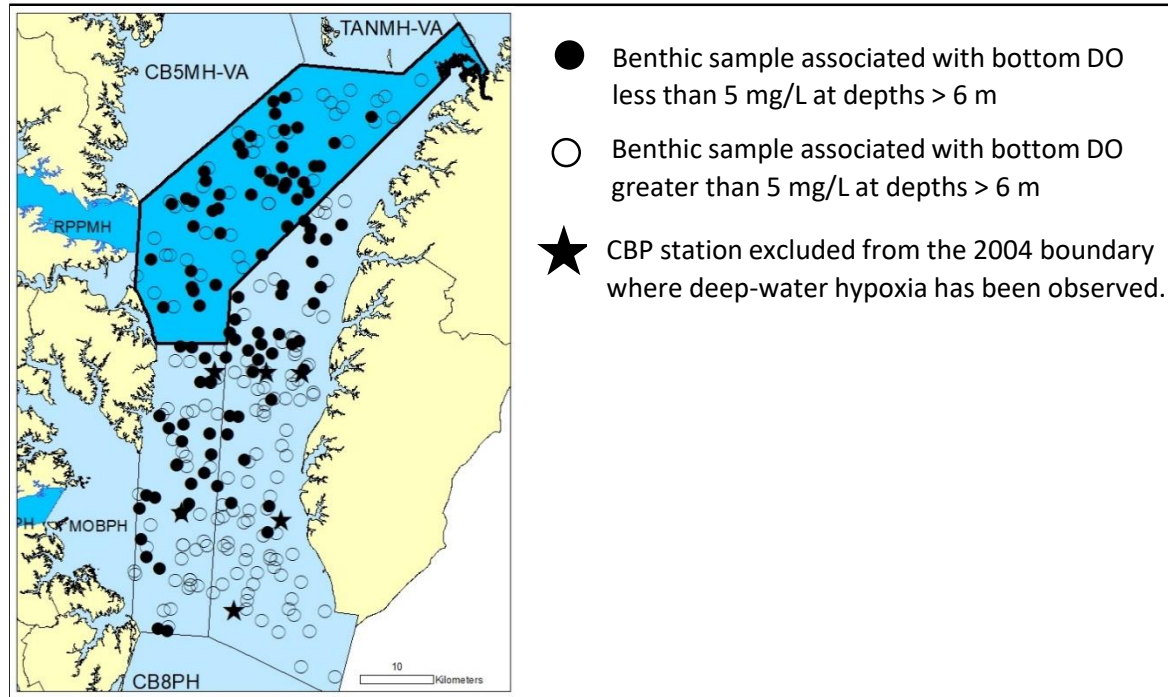 TANMH-VA
CB5MH-VA
RPPMH
PH
MOBPH
CB8PH
10
Kilometers
Benthic sample associated with bottom DO
less than 5 mg/L at depths > 6 m
Benthic sample associated with bottom DO
greater than 5 mg/L at depths > 6 m
CBP station excluded from the 2004 boundary
where deep-water hypoxia has been observed.